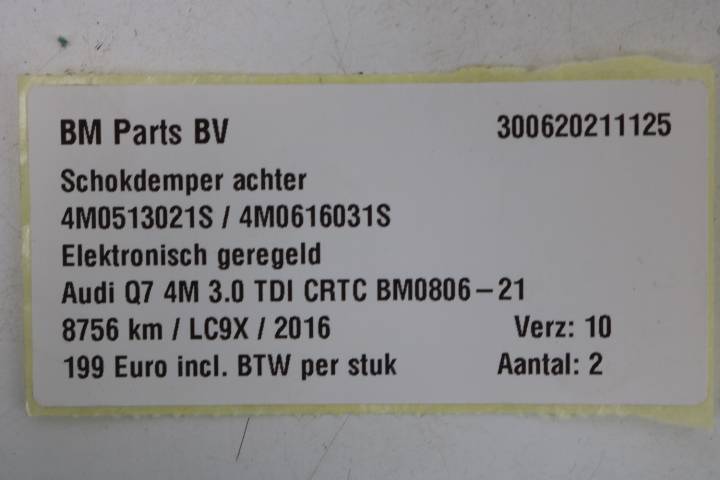 BM Parts BV 300620211125
Schokdemper achter
4M0513021S / 4M0616031S
Elektronisch geregeld
Audi Q7 4M 3.0 TDI CRTC BM0806-21
8756 km / LC9X / 2016 Verz: 10
199 Euro incl. BTW per stuk Aantal: 2